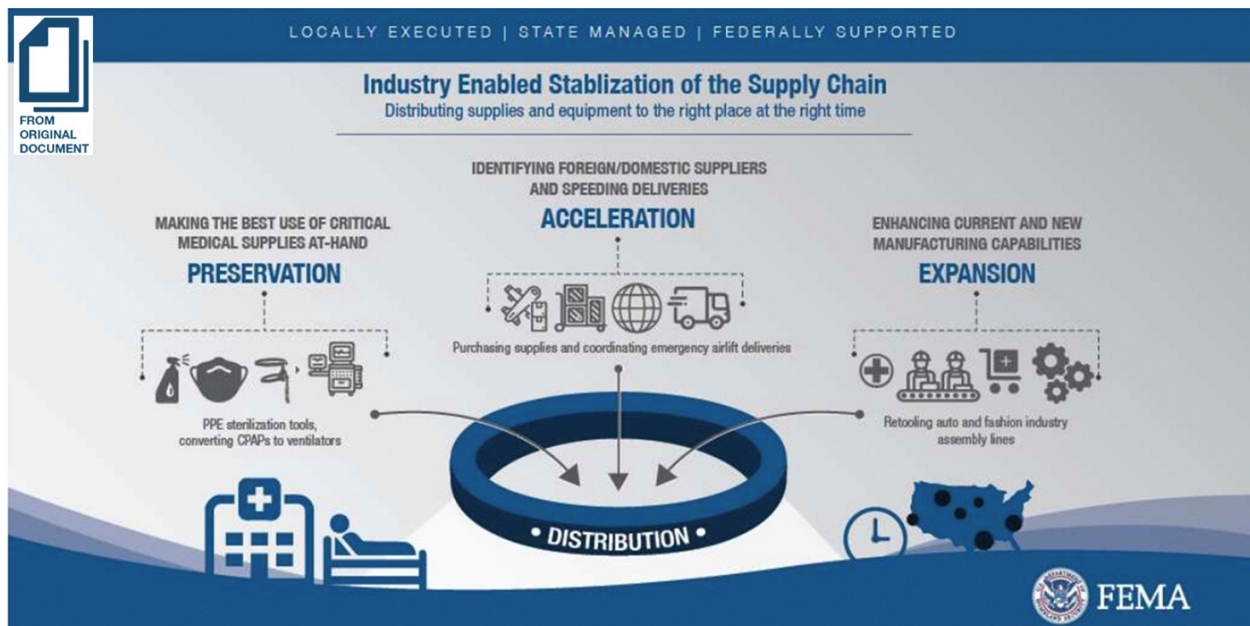 LOCALLY EXECUTED | STATE MANAGED | FEDERALLY SUPPORTED
FROM
ORIGINAL
DOCUMENT
Industry Enabled Stablization of the Supply Chain
Distributing supplies and equipment to the right place at the right time
MAKING THE BEST USE OF CRITICAL
MEDICAL SUPPLIES AT-HAND
PRESERVATION
PPE sterilization tools,
converting CPAPs to ventilators
IDENTIFYING FOREIGN/DOMESTIC SUPPLIERS
AND SPEEDING DELIVERIES
ACCELERATION
Purchasing supplies and coordinating emergency airlift deliveries
ENHANCING CURRENT AND NEW
MANUFACTURING CAPABILITIES
EXPANSION
Retooling auto and fashion industry
assembly lines
• DISTRIBUTION •
FEMA